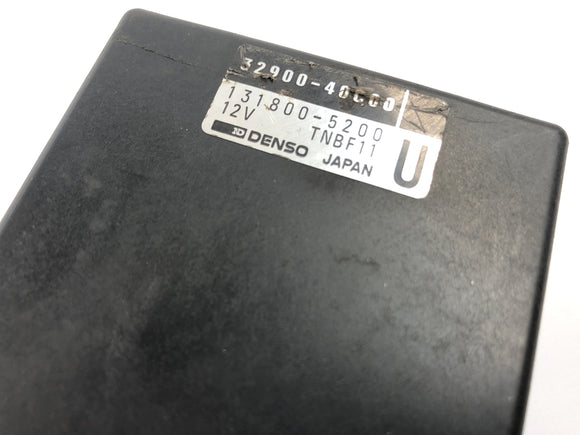 32900-40C00
131800-5200
12V TNBF11
DENSO JAPAN U